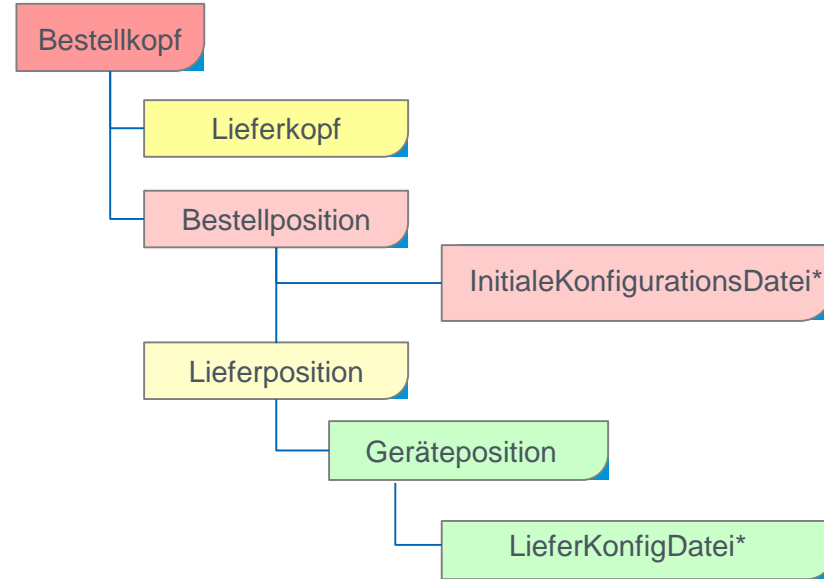 Bestellkopf
Lieferkopf
Bestellposition
InitialeKonfigurationsDatei*
Lieferposition
Geräteposition
LieferKonfigDatei*